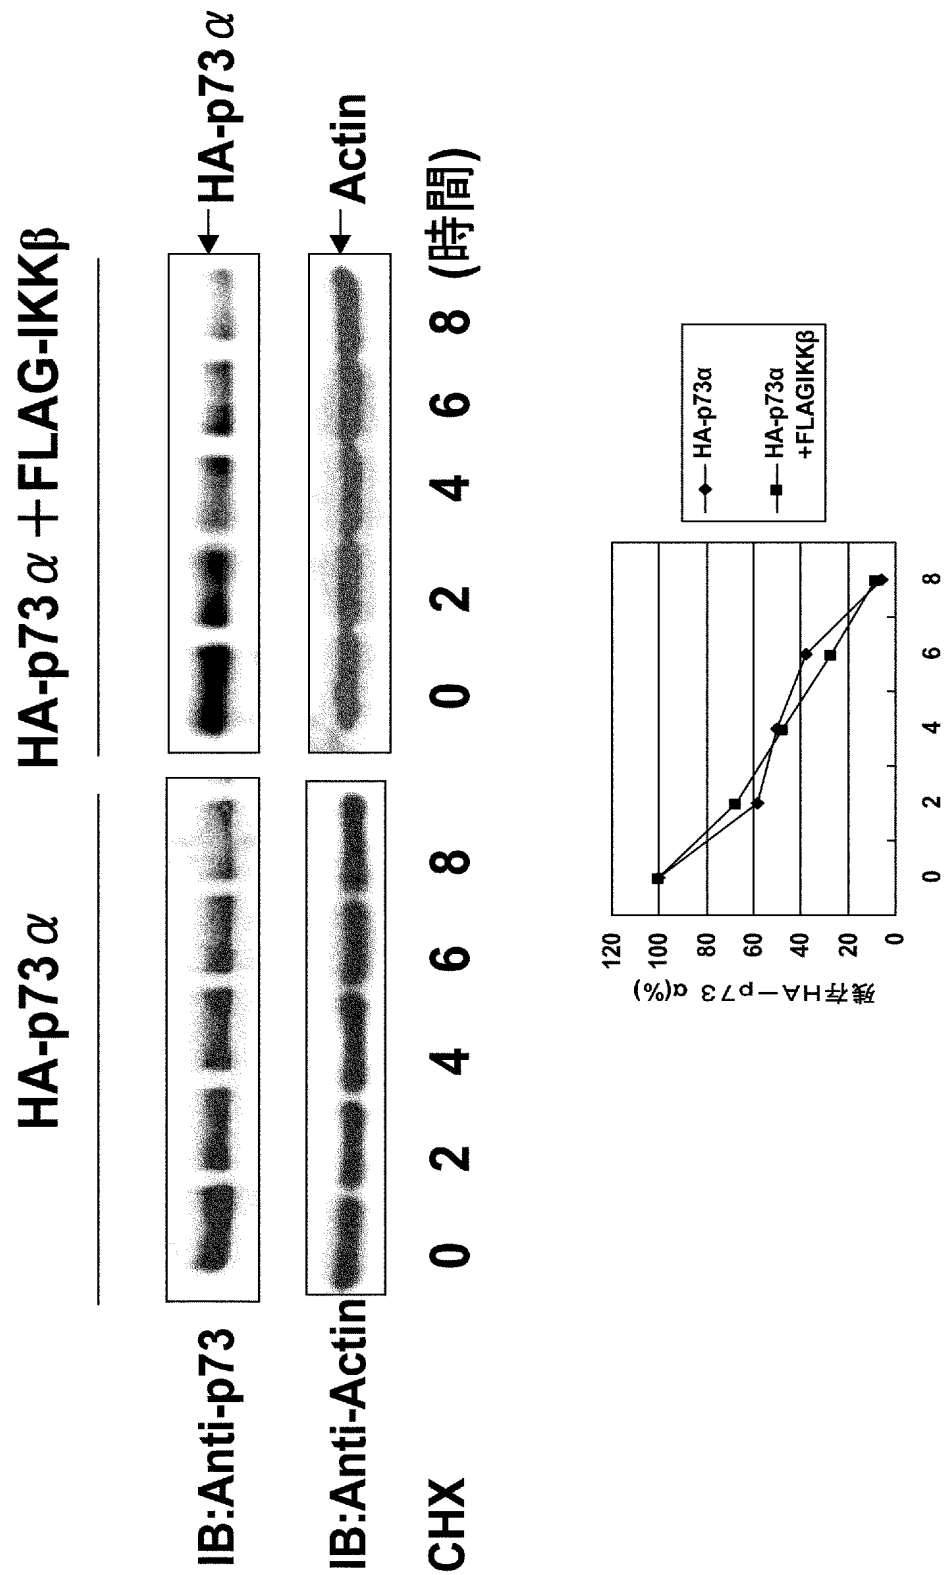 HA-p73α
HA-p73α+FLAG-IKKβ
IB:Anti-p73
HA-p73α
IB:Anti-Actin
Actin
CHX 0 2 4 6 8 0 2 4 6 8 (時間)
残存HA-p73 α(%)
120
100
80
60
40
20
0
0 2 4 6 8
HA-p73α
HA-p73α
+FLAGIKKβ